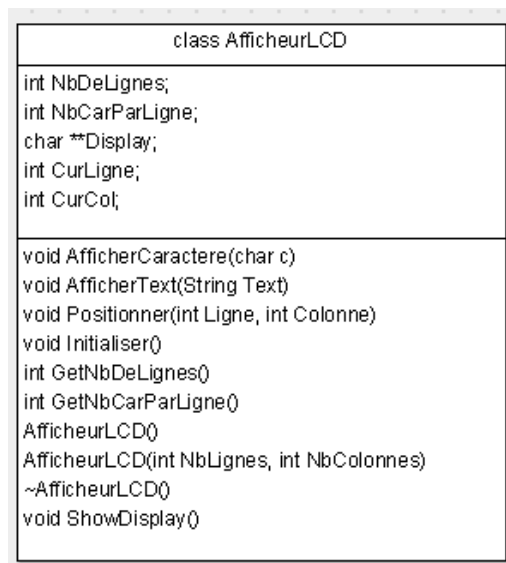 class AfficheurLCD
int NbDeLignes;
int NbCarParLigne;
char **Display;
int CurLigne;
int CurCol;
void AfficherCaractere(char c)
void AfficherText(String Text)
void Positionner(int Ligne, int Colonne)
void Initialiser()
int GetNbDeLignes()
int GetNbCarParLigne()
AfficheurLCD()
AfficheurLCD(int NbLignes, int NbColonnes)
~AfficheurLCD()
void ShowDisplay()